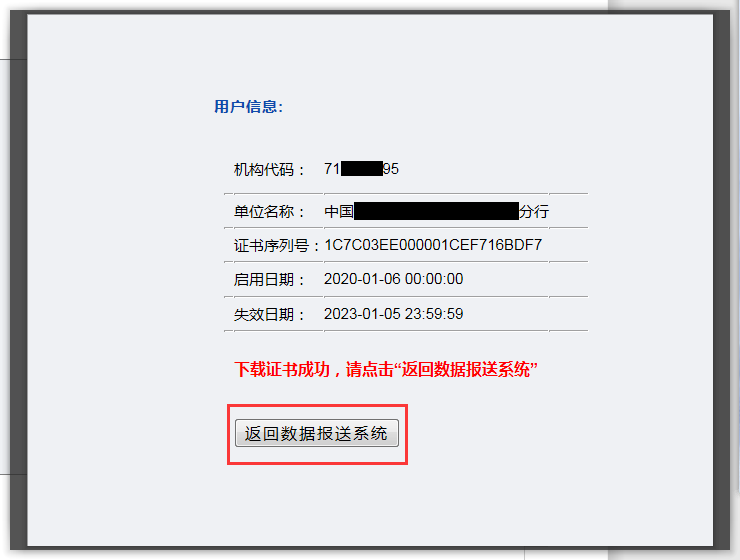 用户信息:
机构代码： 71 95
单位名称： 中国 分行
证书序列号：1C7C03EE000001CEF716BDF7
启用日期： 2020-01-06 00:00:00
失效日期： 2023-01-05 23:59:59
下载证书成功，请点击“返回数据报送系统”
返回数据报送系统